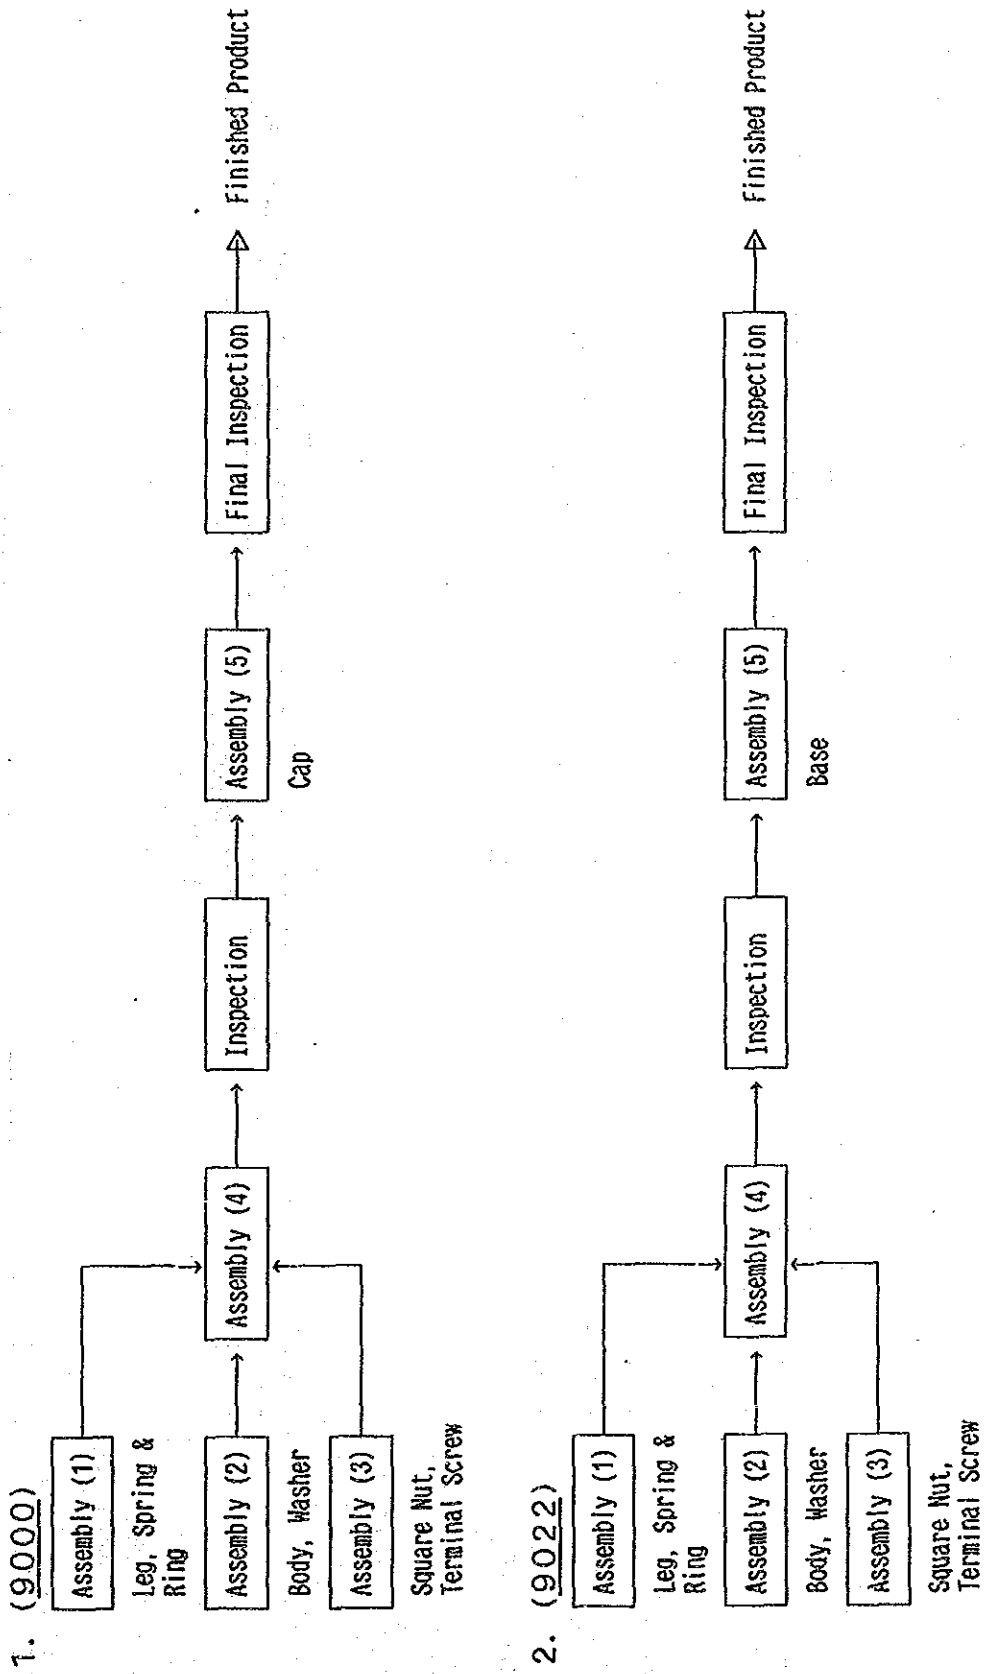 1. (9000)
Assembly (1)
Leg, Spring &
Ring
Assembly (2)
Body, Washer
Assembly (3)
Square Nut,
Terminal Screw
Assembly (4)
Inspection
Assembly (5)
Cap
Final Inspection
Finished Product
2. (9022)
Assembly (1)
Leg, Spring &
Ring
Assembly (2)
Body, Washer
Assembly (3)
Square Nut,
Terminal Screw
Assembly (4)
Inspection
Assembly (5)
Base
Final Inspection
Finished Product